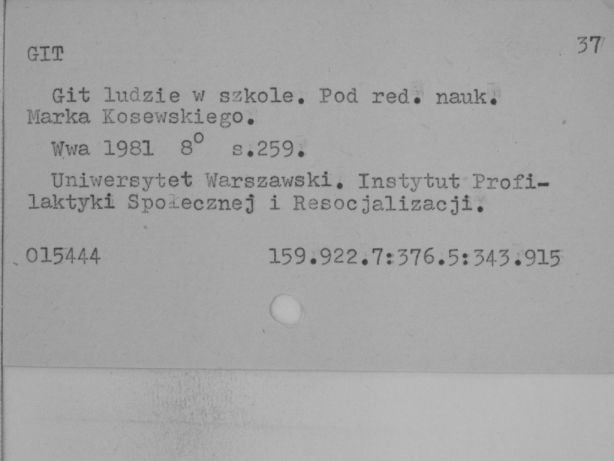 37
GIT
Git ludzie w szkole. Pod red. nauk.
Marka Kosewskiego.
Wwa 1981 8° s.259.
Uniwersytet Warszawski. Instytut Profi-
laktyki Społecznej i Resocjalizacji.
015444 159.922.7:376.5:343.915